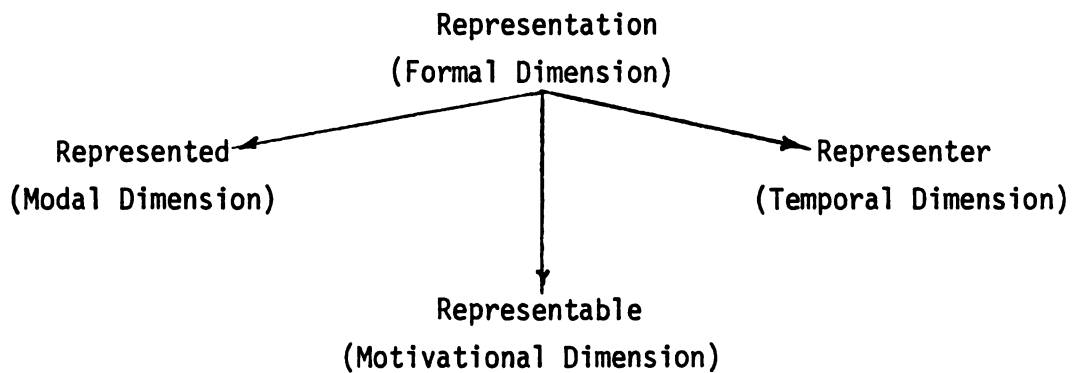 Representation
(Formal Dimension)
Represented
(Modal Dimension)
Representer
(Temporal Dimension)
Representable
(Motivational Dimension)